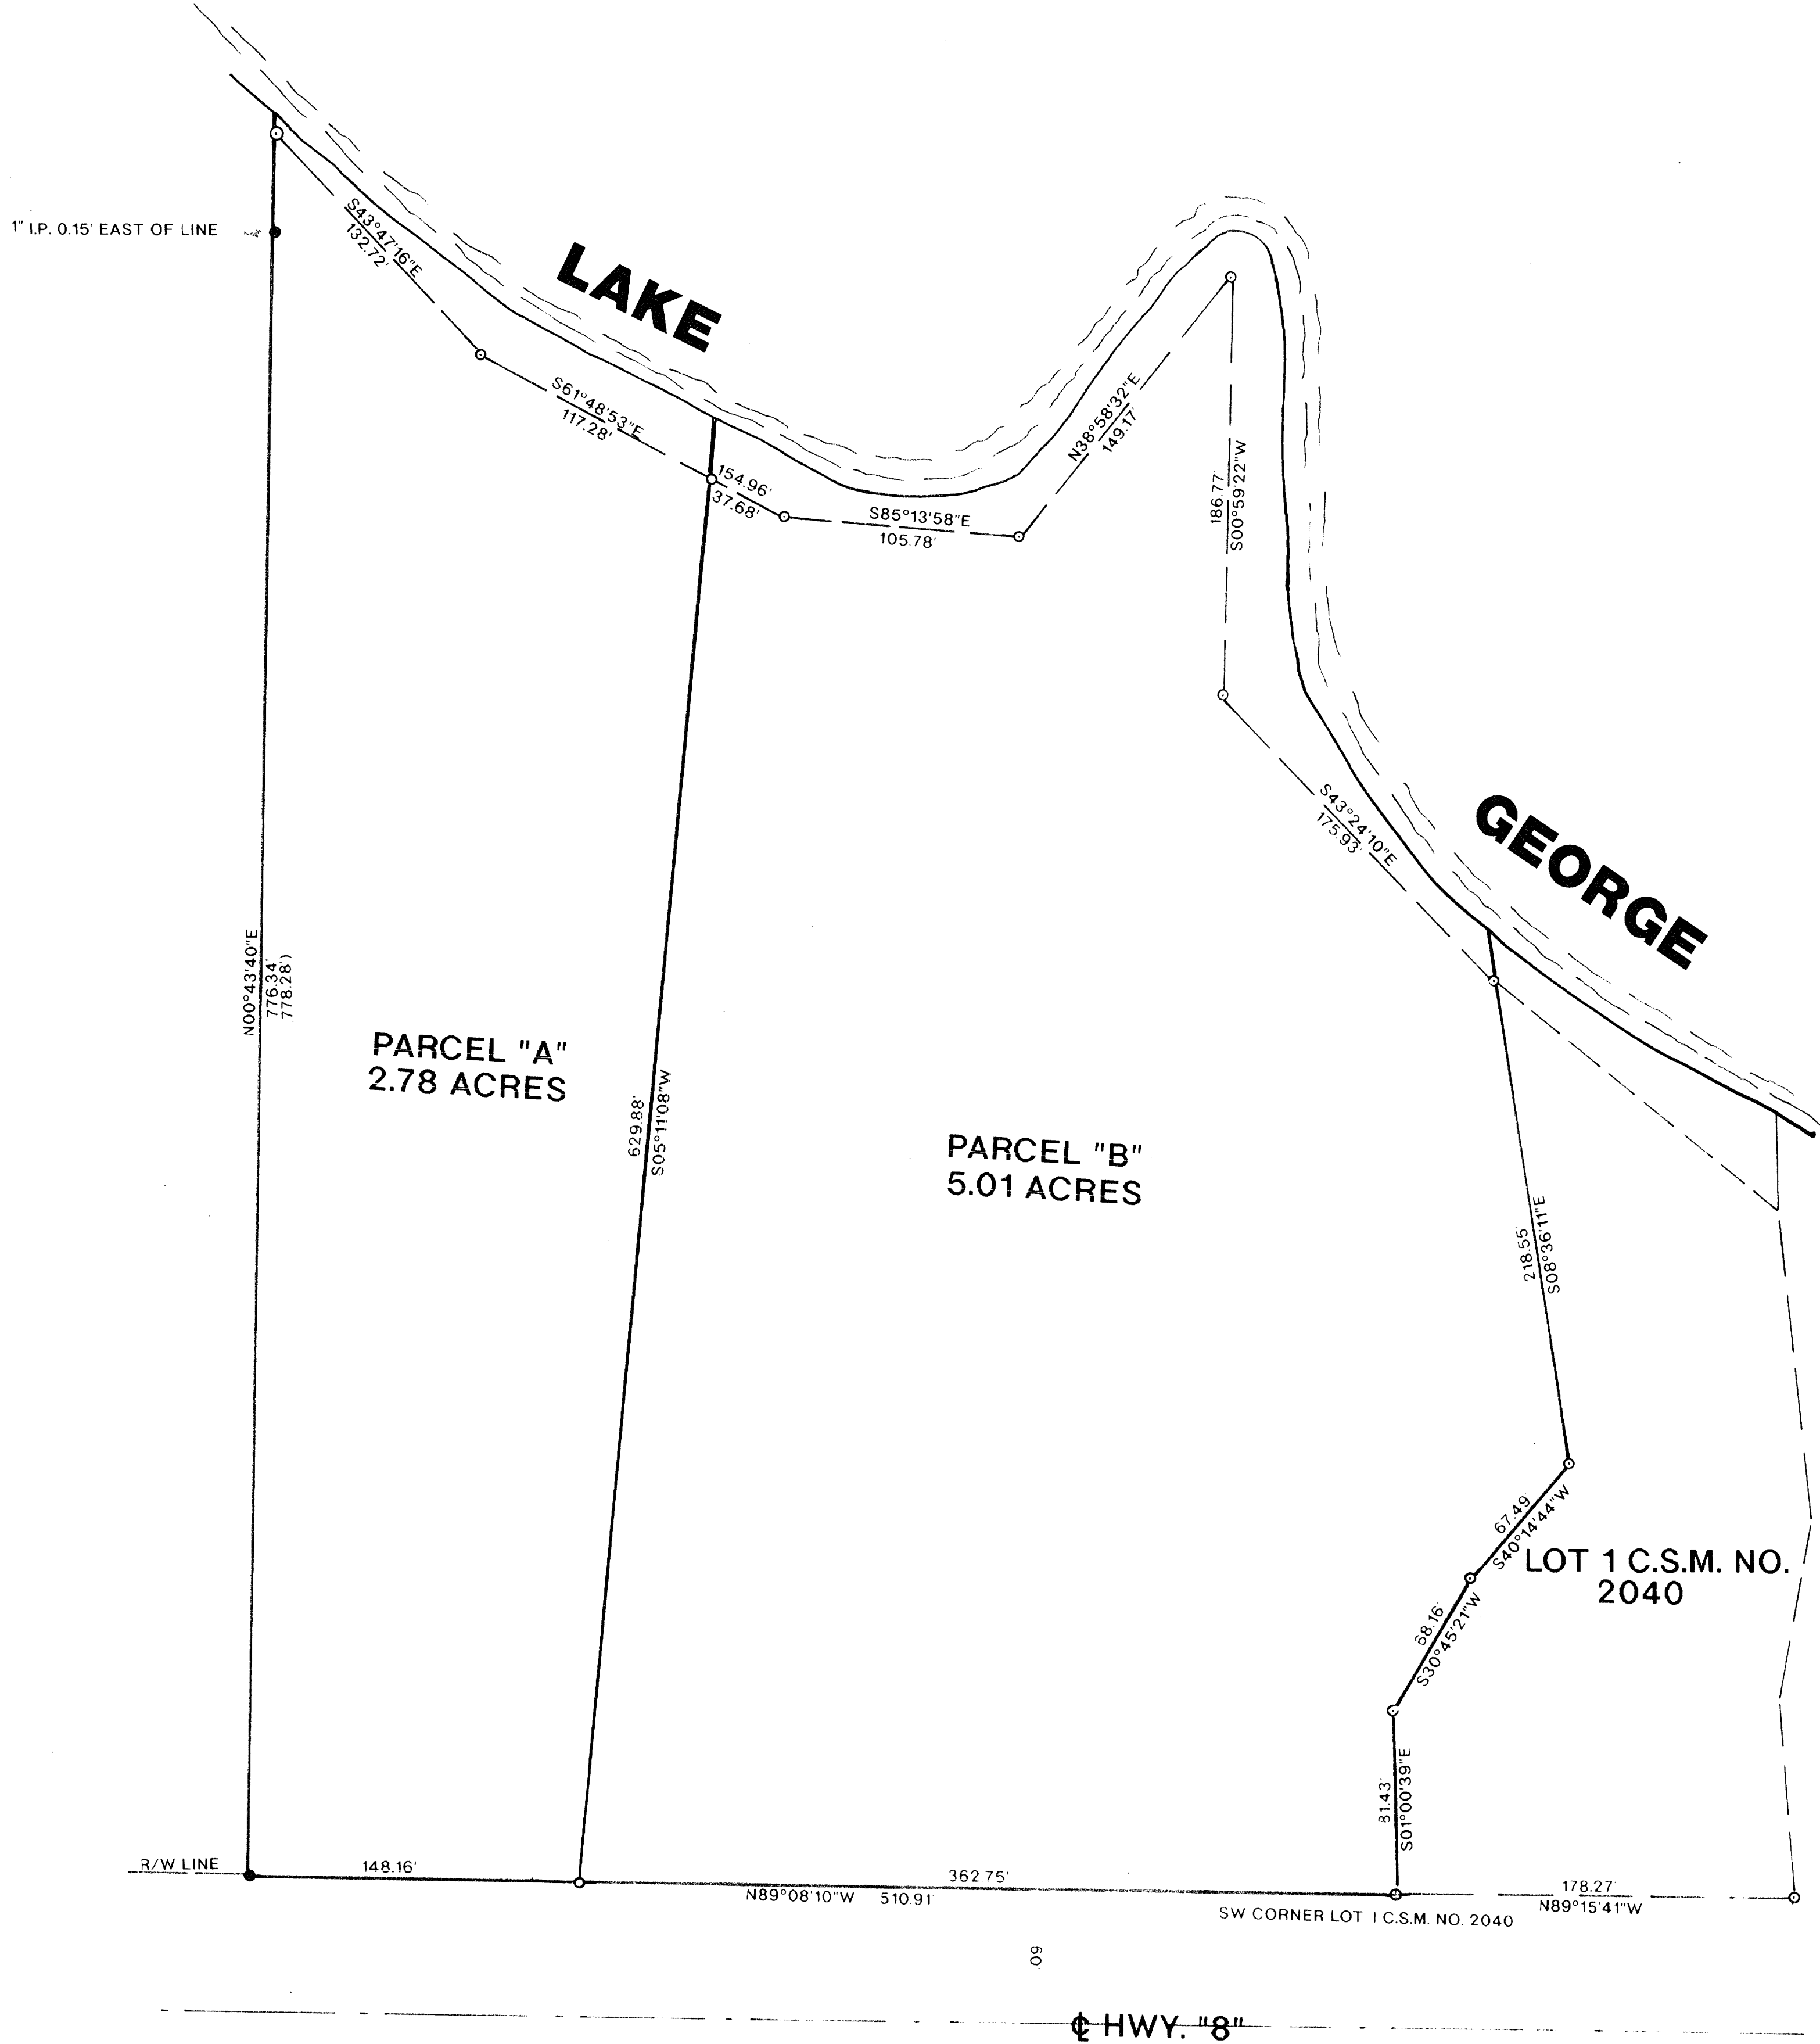 1" I.P. 0.15' EAST OF LINE
S43°47'16"E
132.72'
LAKE
S61°48'53"E
117.28'
154.96'
37.68'
S85°13'58"E
105.78'
N38°58'32"E
149.17'
186.77'
S00°59'22"W
S43°24'10"E
175.93'
GEORGE
N00°43'40"E
776.34'
778.28')
PARCEL "A"
2.78 ACRES
629.88'
S05°11'08"W
PARCEL "B"
5.01 ACRES
218.55'
S08°36'11"E
67.49
S40°14'44"W
LOT 1 C.S.M. NO.
2040
68.16'
S30°45'21"W
81.43'
S01°00'39"E
R/W LINE
148.16'
362.75'
N89°08'10"W 510.91'
178.27'
N89°15'41"W
SW CORNER LOT 1 C.S.M. NO. 2040
60'
℄ HWY. "8"